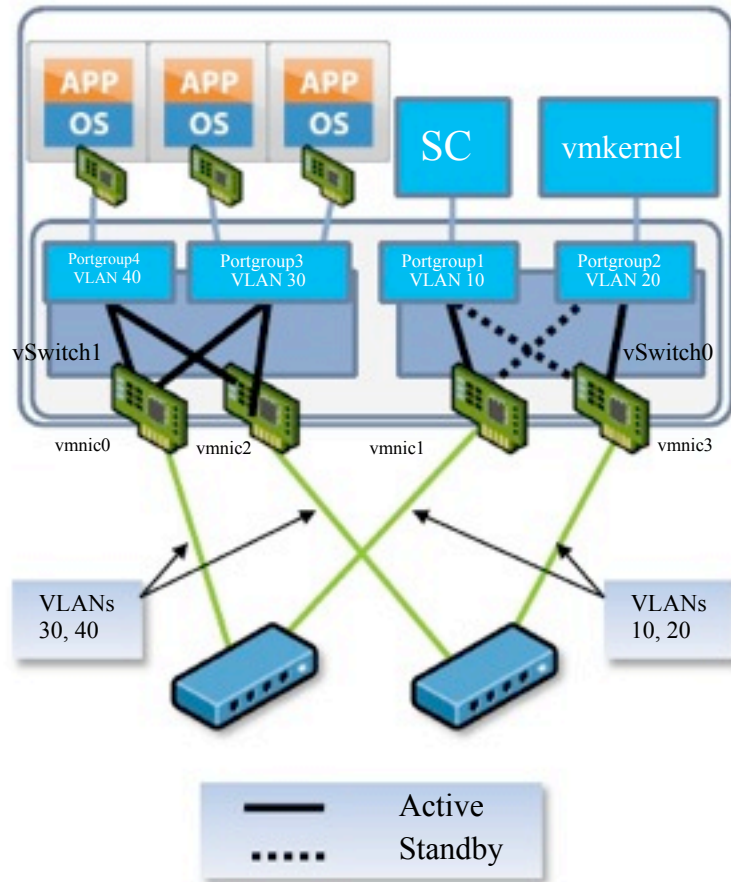 APP
OS
APP
OS
APP
OS
SC
vmkernel
Portgroup4
VLAN 40
Portgroup3
VLAN 30
Portgroup1
VLAN 10
Portgroup2
VLAN 20
vSwitch1
vSwitch0
vmnic0
vmnic2
vmnic1
vmnic3
VLANs
30, 40
VLANs
10, 20
Active
Standby